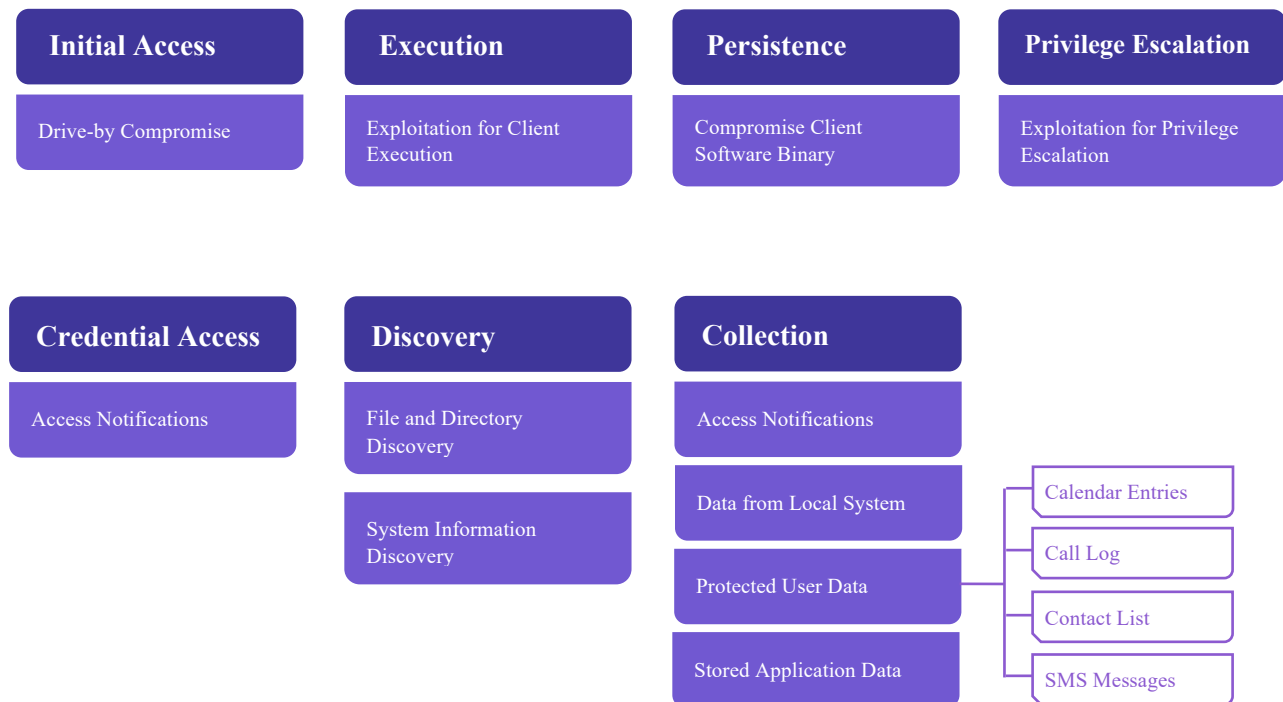 Initial Access
Drive-by Compromise
Execution
Exploitation for Client
Execution
Persistence
Compromise Client
Software Binary
Privilege Escalation
Exploitation for Privilege
Escalation
Credential Access
Access Notifications
Discovery
File and Directory
Discovery
System Information
Discovery
Collection
Access Notifications
Data from Local System
Protected User Data
Stored Application Data
Calendar Entries
Call Log
Contact List
SMS Messages